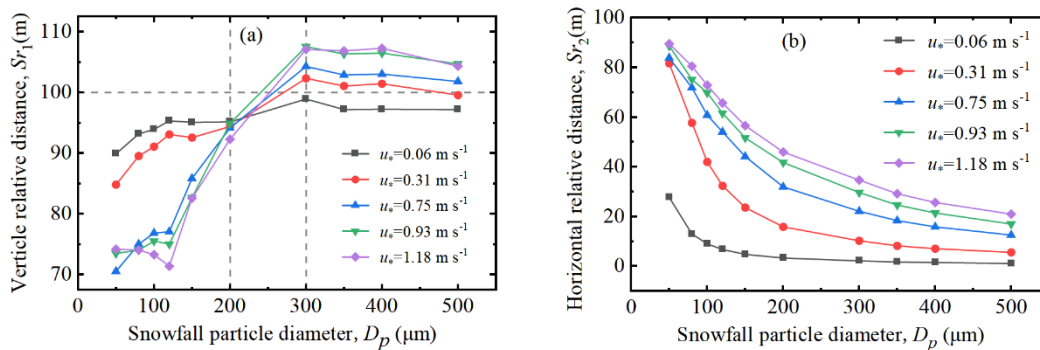 (a)
Verticle relative distance, Sr₁(m)
110
100
90
80
70
u*=0.06 m s⁻¹
u*=0.31 m s⁻¹
u*=0.75 m s⁻¹
u*=0.93 m s⁻¹
u*=1.18 m s⁻¹
0 100 200 300 400 500
Snowfall particle diameter, Dₚ (μm)
(b)
Horizontal relative distance, Sr₂(m)
100
80
60
40
20
0
u*=0.06 m s⁻¹
u*=0.31 m s⁻¹
u*=0.75 m s⁻¹
u*=0.93 m s⁻¹
u*=1.18 m s⁻¹
0 100 200 300 400 500
Snowfall particle diameter, Dₚ (μm)